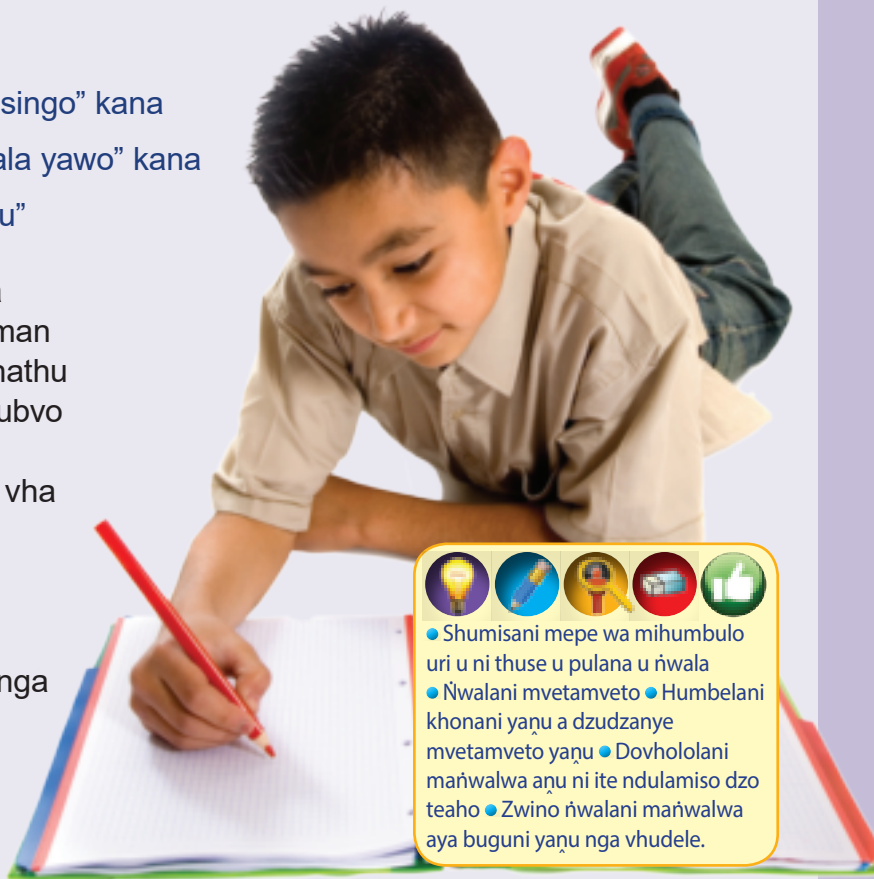 singo” kana
ala yawo” kana
u”
man
nathu
ubvo
vha
nga
● Shumisani mepe wa mihumbulo
uri u ni thuse u pulana u ṅwala
● Ṅwalani mvetamveto ● Humbelani
khonani yaṋu a dzudzanye
mvetamveto yaṋu ● Dovhololani
maṅwalwa aṋu ni ite ndulamiso dzo
teaho ● Zwino ṅwalani maṅwalwa
aya buguni yaṋu nga vhudele.